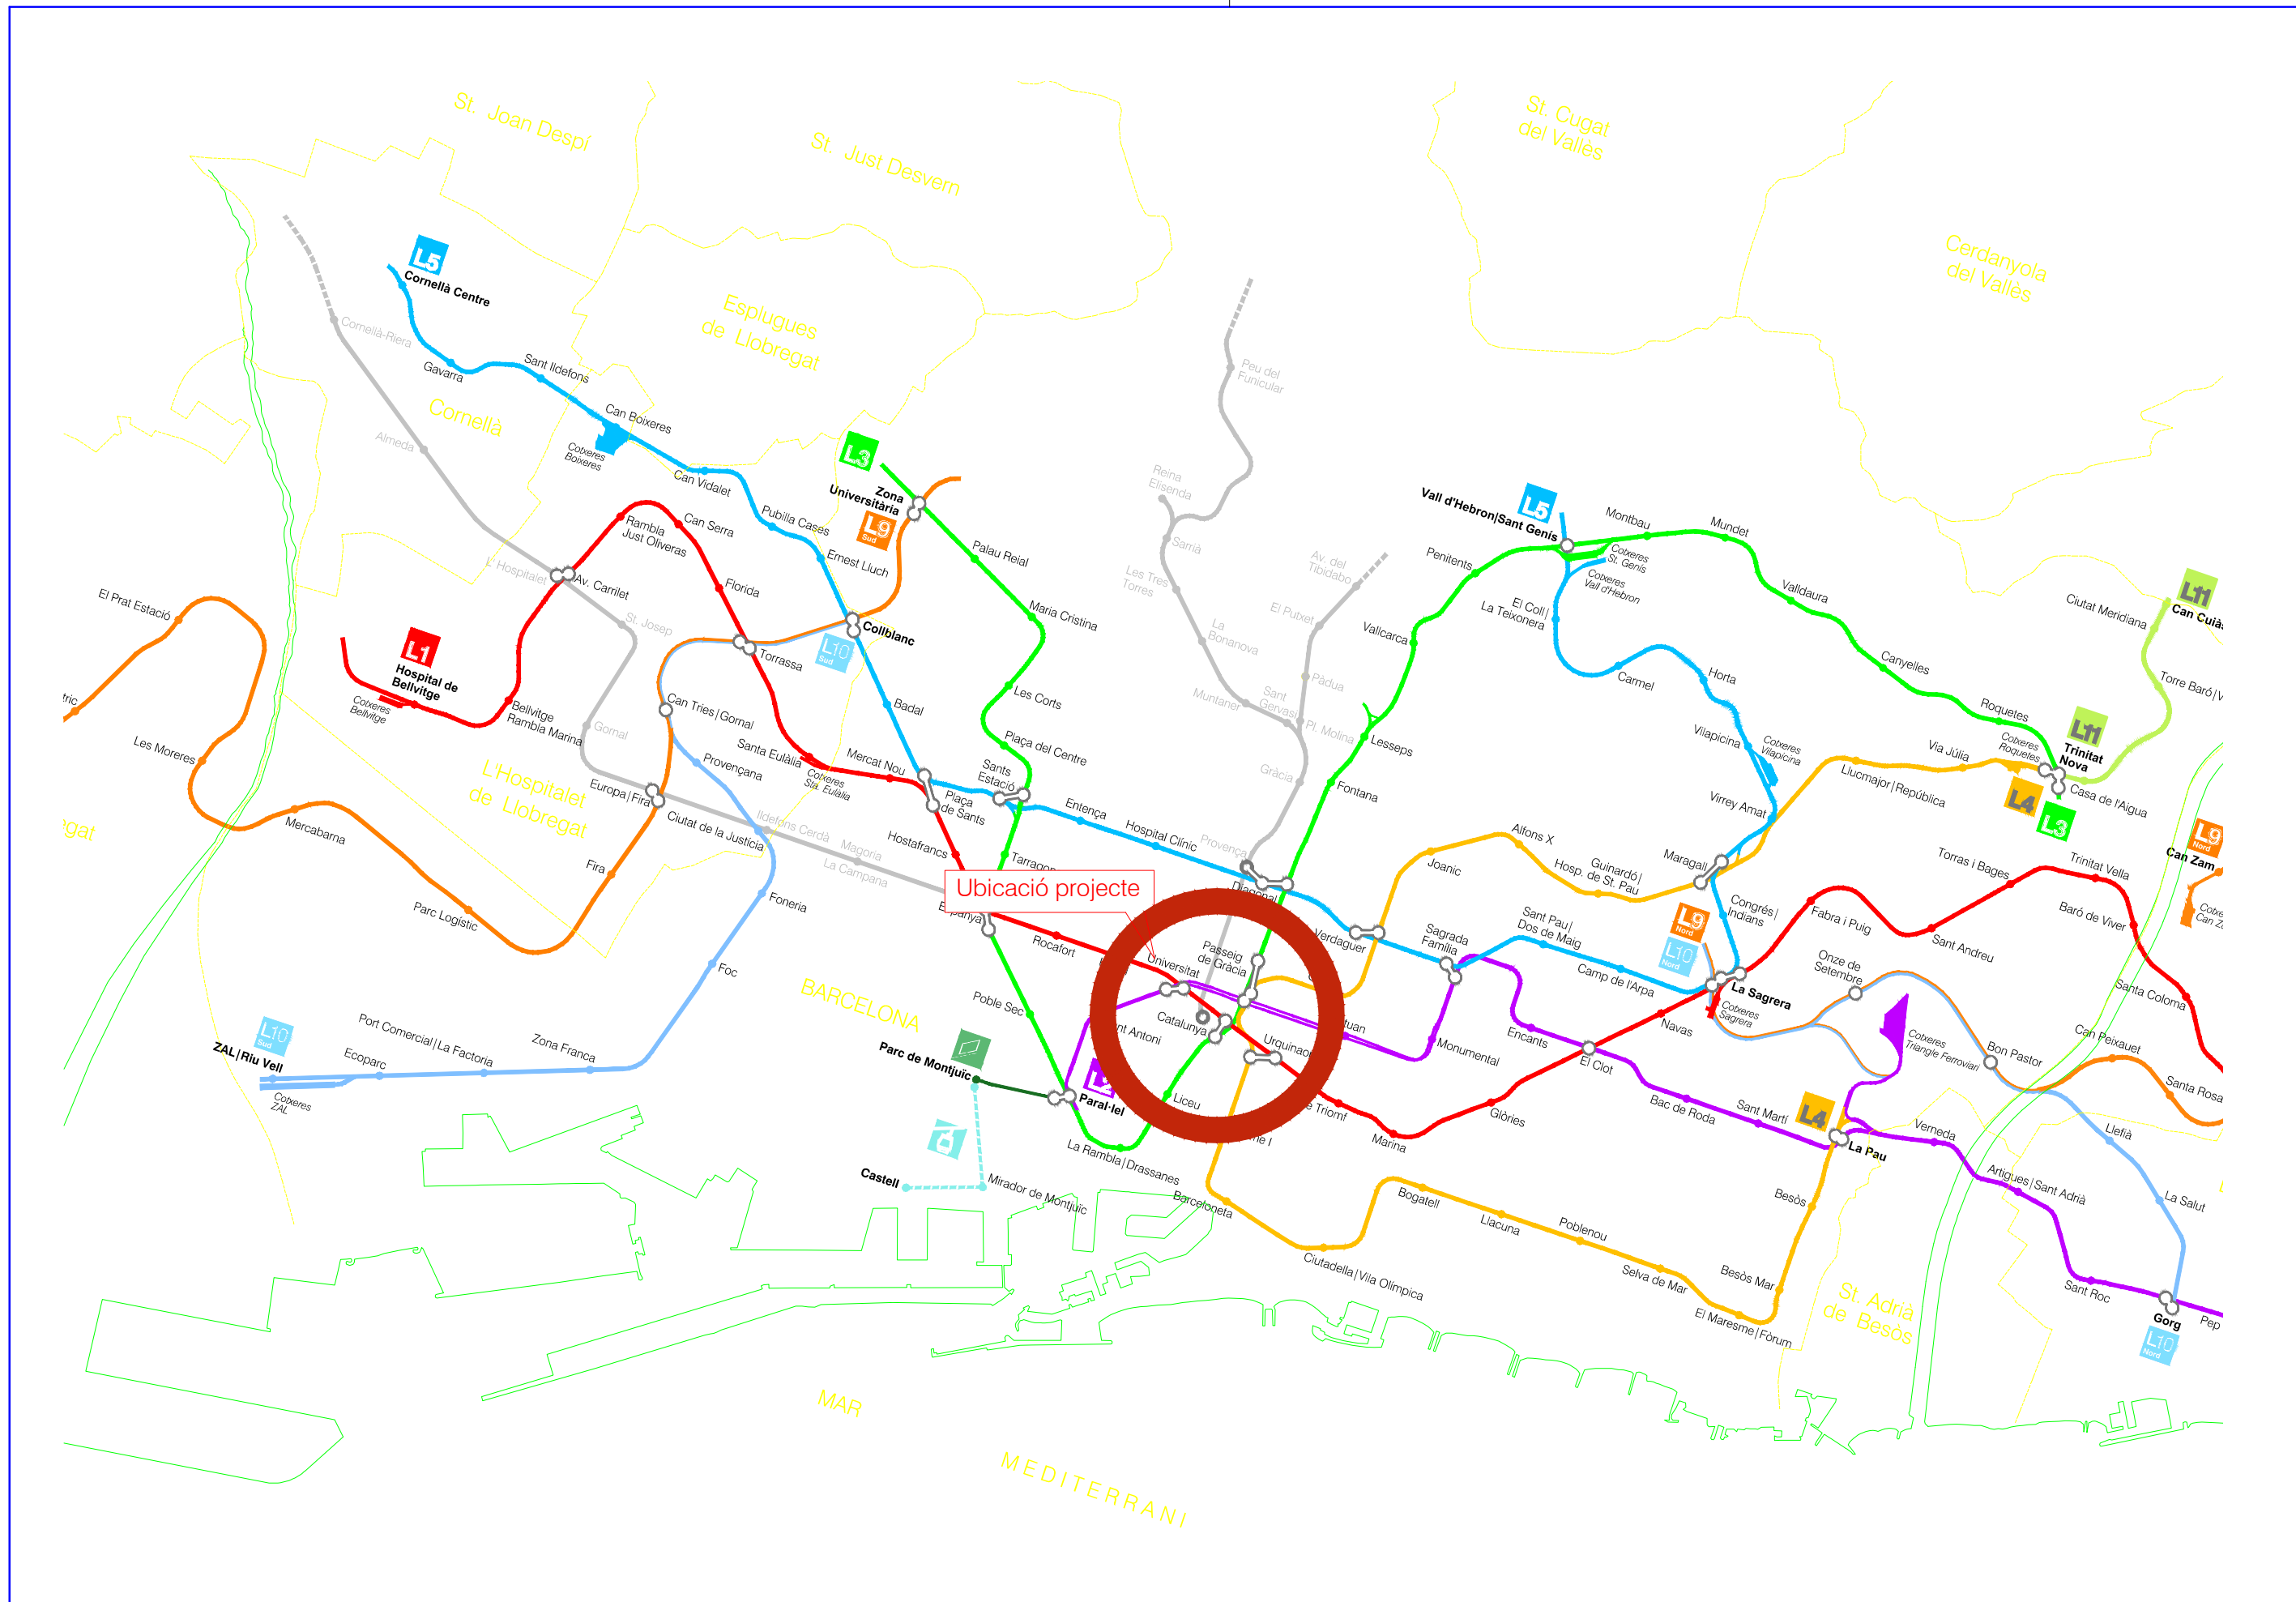 St. Joan Despí
St. Just Desvern
St. Cugat
del Vallès
Cerdanyola
del Vallès
L5
Cornellà Centre
Cornellà-Riera
Gavarra
Sant Ildefons
Esplugues
de Llobregat
Peu del
Funicular
Cornellà
Almeda
Can Boixeres
Cotxeres
Boixeres
Can Vidalet
L3
Zona
Universitària
L9
Sud
Pubilla Cases
Ernest Lluch
Rambla
Just Oliveras
Can Serra
Palau Reial
Reina
Elisenda
Sarrià
Les Tres
Torres
Av. del
Tibidabo
El Putxet
La
Bonanova
Pàdua
Muntaner
Sant
Gervasi
Pl. Molina
Gràcia
Provença
Vall d'Hebron|Sant Genís
L5
Montbau
Mundet
Penitents
Cotxeres
St. Genís
Cotxeres
Vall d'Hebron
El Coll|
La Teixonera
Valldaura
Canyelles
Ciutat Meridiana
L11
Vallcarca
Carmel
Horta
Roquetes
Torre Baró|V
Lesseps
Fontana
Vilapicina
Cotxeres
Vilapicina
Via Júlia
Cotxeres
Roquetes
L11
Trinitat
Nova
Casa de l'Aigua
Llucmajor|República
L4
L3
Virrey Amat
L' Hospitalet
Av. Carrilet
Florida
St. Josep
El Prat Estació
Torrassa
L10
Sud
Collblanc
Maria Cristina
L1
Hospital de
Bellvitge
Cotxeres
Bellvitge
Bellvitge
Rambla Marina
Gornal
Can Tries|Gornal
Badal
Les Corts
Les Moreres
Provençana
Santa Eulàlia
Cotxeres
Sta. Eulàlia
Mercat Nou
Plaça del Centre
Sants
Estació
L'Hospitalet
de Llobregat
Europa|Fira
Ciutat de la Justícia
Ildefons Cerdà
Magoria
La Campana
Plaça
de Sants
Hostafrancs
Entença
Hospital Clínic
Mercabarna
Fira
Parc Logístic
Foneria
Foc
Ubicació projecte
Rocafort
Diagonal
Joanic
Alfons X
Guinardó|
Hosp. de St. Pau
Maragall
Congrés|
Indians
Torras i Bages
Trinitat Vella
L9
Nord
Can Zam
Fabra i Puig
Sant Andreu
Baró de Viver
Verdaguer
Sagrada
Família
Sant Pau|
Dos de Maig
Camp de l'Arpa
L9
Nord
L10
Nord
La Sagrera
Cotxeres
Sagrera
Onze de
Setembre
Santa Coloma
Passeig
de Gràcia
Universitat
Catalunya
Poble Sec
BARCELONA
Monumental
Encants
Navas
El Clot
Cotxeres
Triangle Ferroviari
Bon Pastor
Can Peixauet
Santa Rosa
L10
Sud
ZAL|Riu Vell
Cotxeres
ZAL
Ecoparc
Port Comercial|La Factoria
Zona Franca
Parc de Montjuïc
Paral·lel
Liceu
La Rambla|Drassanes
Marina
Glòries
Bac de Roda
Sant Martí
L4
La Pau
Verneda
Llefià
Castell
Mirador de Montjuïc
Barceloneta
Ciutadella|Vila Olímpica
Bogatell
Llacuna
Poblenou
Selva de Mar
Besòs
Besòs Mar
El Maresme|Fòrum
Artigues|Sant Adrià
La Salut
St. Adrià
de Besòs
Sant Roc
Gorg
L10
Nord
Pep
MAR
MEDITERRANI